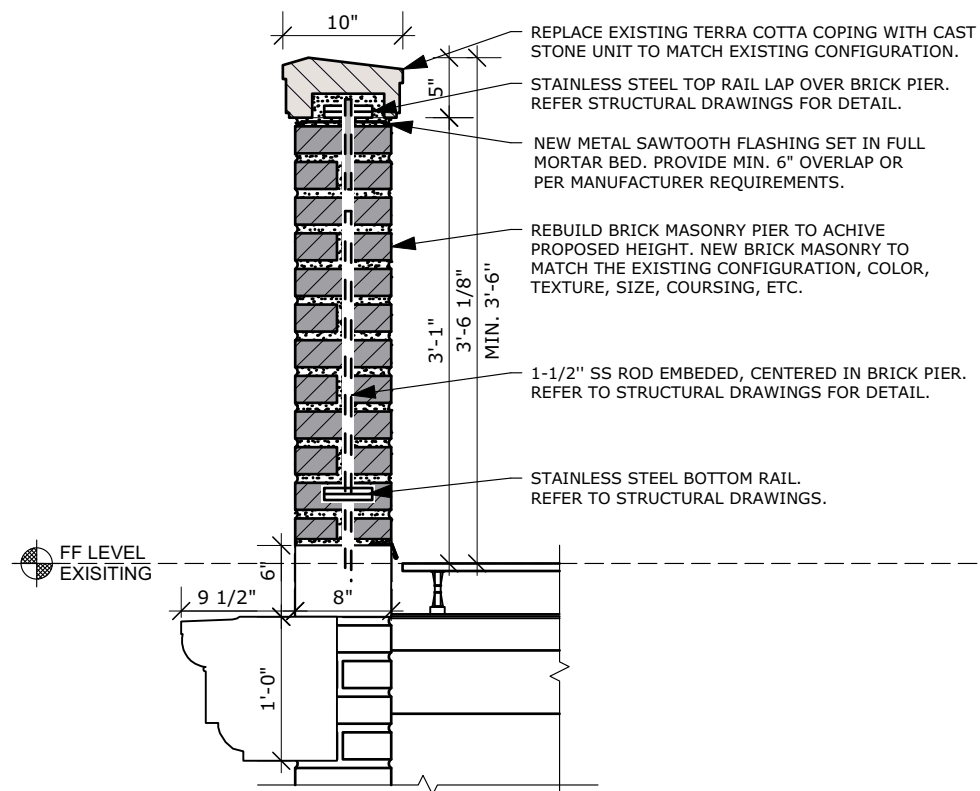 10"
REPLACE EXISTING TERRA COTTA COPING WITH CAST
STONE UNIT TO MATCH EXISTING CONFIGURATION.
5"
STAINLESS STEEL TOP RAIL LAP OVER BRICK PIER.
REFER STRUCTURAL DRAWINGS FOR DETAIL.
NEW METAL SAWTOOTH FLASHING SET IN FULL
MORTAR BED. PROVIDE MIN. 6" OVERLAP OR
PER MANUFACTURER REQUIREMENTS.
REBUILD BRICK MASONRY PIER TO ACHIVE
PROPOSED HEIGHT. NEW BRICK MASONRY TO
MATCH THE EXISTING CONFIGURATION, COLOR,
TEXTURE, SIZE, COURSING, ETC.
3'-1"
3'-6 1/8"
MIN. 3'-6"
1-1/2" SS ROD EMBEDED, CENTERED IN BRICK PIER.
REFER TO STRUCTURAL DRAWINGS FOR DETAIL.
STAINLESS STEEL BOTTOM RAIL.
REFER TO STRUCTURAL DRAWINGS.
FF LEVEL
EXISITING
6"
9 1/2"
8"
1'-0"